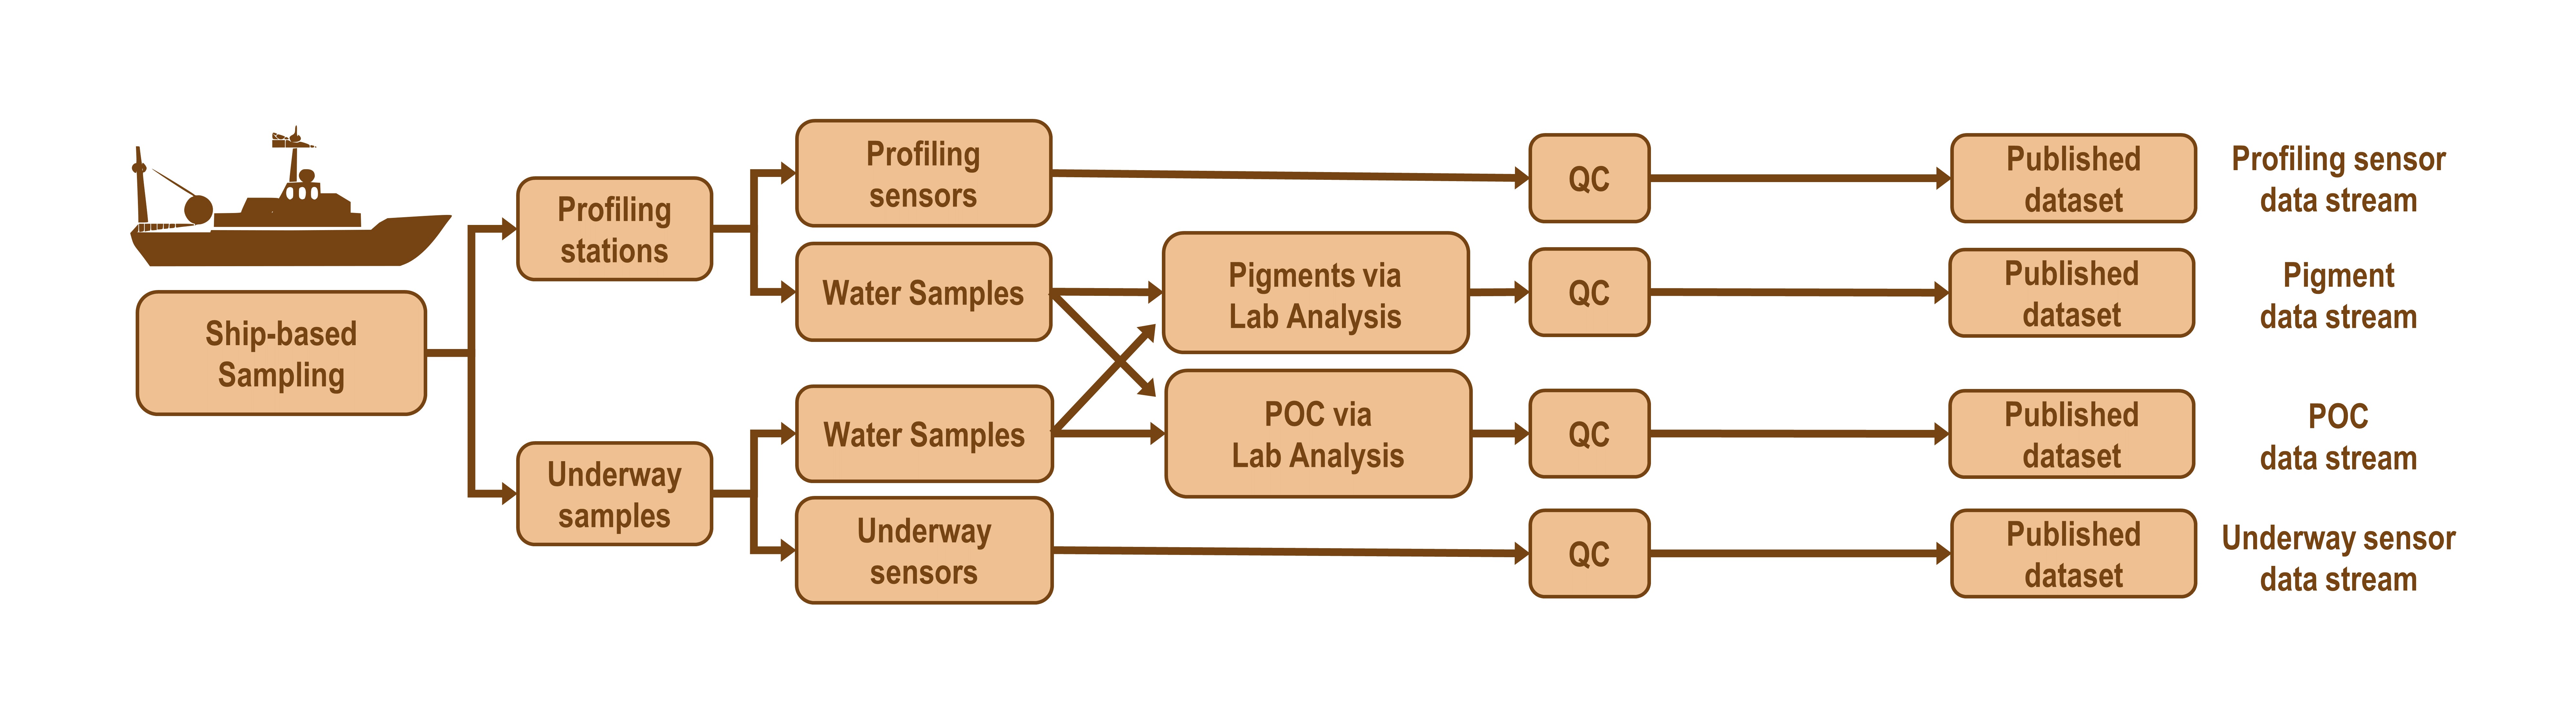 Ship-based
Sampling
Profiling
stations
Underway
samples
Profiling
sensors
Water Samples
Water Samples
Underway
sensors
Pigments via
Lab Analysis
POC via
Lab Analysis
QC
QC
QC
QC
Published
dataset
Published
dataset
Published
dataset
Published
dataset
Profiling sensor
data stream
Pigment
data stream
POC
data stream
Underway sensor
data stream